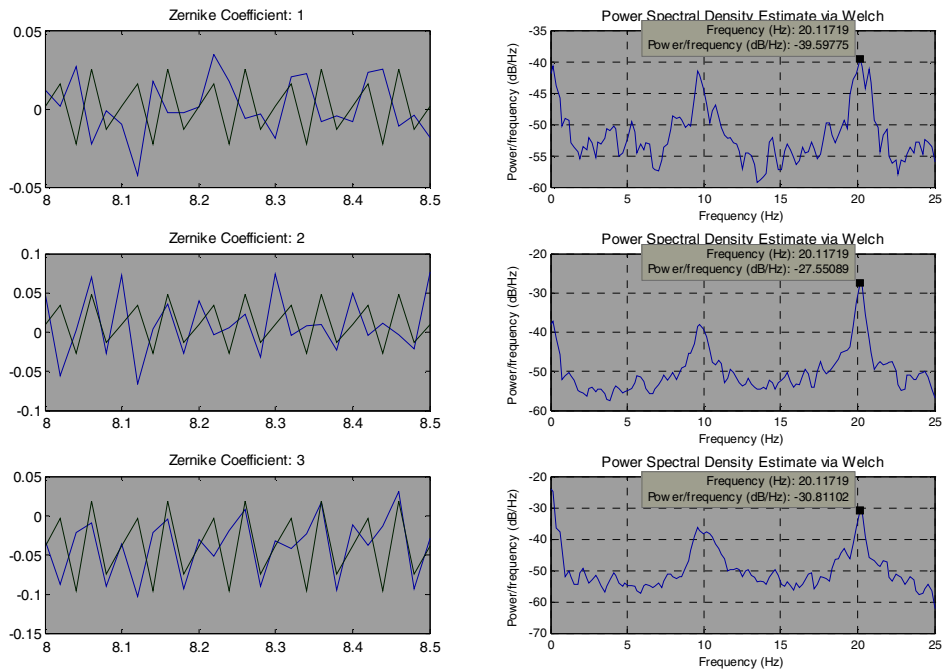 Zernike Coefficient: 1
0.05
0
-0.05
8 8.1 8.2 8.3 8.4 8.5
Power Spectral Density Estimate via Welch
Frequency (Hz): 20.11719
Power/frequency (dB/Hz): -39.59775
Power/frequency (dB/Hz)
-35
-40
-45
-50
-55
-60
0 5 10 15 20 25
Frequency (Hz)
Zernike Coefficient: 2
0.1
0.05
0
-0.05
-0.1
8 8.1 8.2 8.3 8.4 8.5
Power Spectral Density Estimate via Welch
Frequency (Hz): 20.11719
Power/frequency (dB/Hz): -27.55089
Power/frequency (dB/Hz)
-20
-30
-40
-50
-60
0 5 10 15 20 25
Frequency (Hz)
Zernike Coefficient: 3
0.05
0
-0.05
-0.1
-0.15
8 8.1 8.2 8.3 8.4 8.5
Power Spectral Density Estimate via Welch
Frequency (Hz): 20.11719
Power/frequency (dB/Hz): -30.81102
Power/frequency (dB/Hz)
-20
-30
-40
-50
-60
-70
0 5 10 15 20 25
Frequency (Hz)